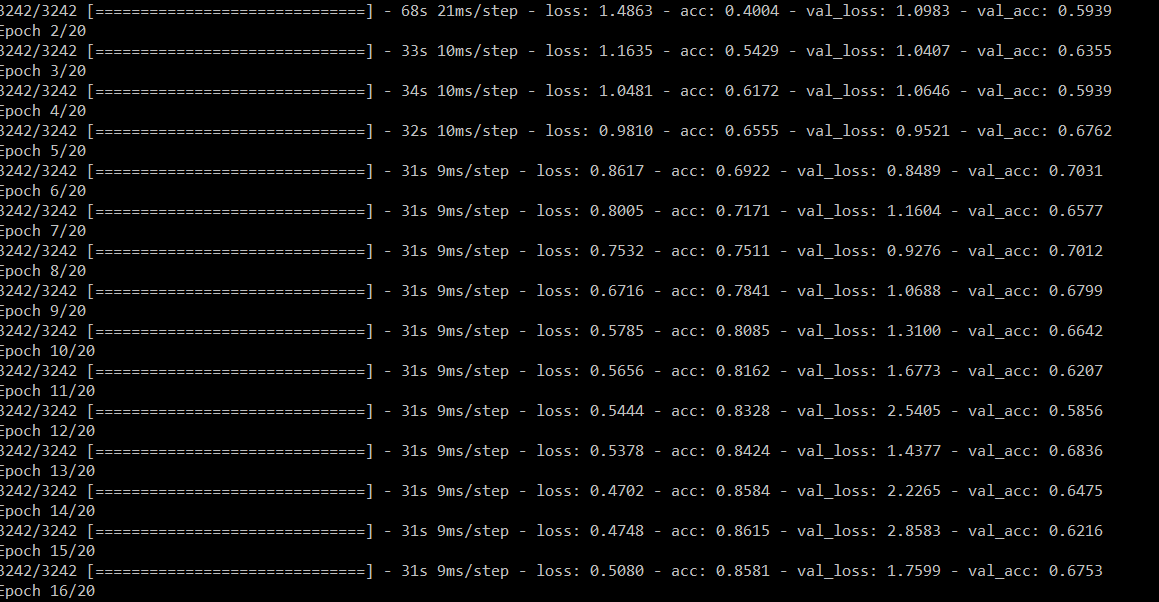 3242/3242 [==============================] - 68s 21ms/step - loss: 1.4863 - acc: 0.4004 - val_loss: 1.0983 - val_acc: 0.5939
Epoch 2/20
3242/3242 [==============================] - 33s 10ms/step - loss: 1.1635 - acc: 0.5429 - val_loss: 1.0407 - val_acc: 0.6355
Epoch 3/20
3242/3242 [==============================] - 34s 10ms/step - loss: 1.0481 - acc: 0.6172 - val_loss: 1.0646 - val_acc: 0.5939
Epoch 4/20
3242/3242 [==============================] - 32s 10ms/step - loss: 0.9810 - acc: 0.6555 - val_loss: 0.9521 - val_acc: 0.6762
Epoch 5/20
3242/3242 [==============================] - 31s 9ms/step - loss: 0.8617 - acc: 0.6922 - val_loss: 0.8489 - val_acc: 0.7031
Epoch 6/20
3242/3242 [==============================] - 31s 9ms/step - loss: 0.8005 - acc: 0.7171 - val_loss: 1.1604 - val_acc: 0.6577
Epoch 7/20
3242/3242 [==============================] - 31s 9ms/step - loss: 0.7532 - acc: 0.7511 - val_loss: 0.9276 - val_acc: 0.7012
Epoch 8/20
3242/3242 [==============================] - 31s 9ms/step - loss: 0.6716 - acc: 0.7841 - val_loss: 1.0688 - val_acc: 0.6799
Epoch 9/20
3242/3242 [==============================] - 31s 9ms/step - loss: 0.5785 - acc: 0.8085 - val_loss: 1.3100 - val_acc: 0.6642
Epoch 10/20
3242/3242 [==============================] - 31s 9ms/step - loss: 0.5656 - acc: 0.8162 - val_loss: 1.6773 - val_acc: 0.6207
Epoch 11/20
3242/3242 [==============================] - 31s 9ms/step - loss: 0.5444 - acc: 0.8328 - val_loss: 2.5405 - val_acc: 0.5856
Epoch 12/20
3242/3242 [==============================] - 31s 9ms/step - loss: 0.5378 - acc: 0.8424 - val_loss: 1.4377 - val_acc: 0.6836
Epoch 13/20
3242/3242 [==============================] - 31s 9ms/step - loss: 0.4702 - acc: 0.8584 - val_loss: 2.2265 - val_acc: 0.6475
Epoch 14/20
3242/3242 [==============================] - 31s 9ms/step - loss: 0.4748 - acc: 0.8615 - val_loss: 2.8583 - val_acc: 0.6216
Epoch 15/20
3242/3242 [==============================] - 31s 9ms/step - loss: 0.5080 - acc: 0.8581 - val_loss: 1.7599 - val_acc: 0.6753
Epoch 16/20